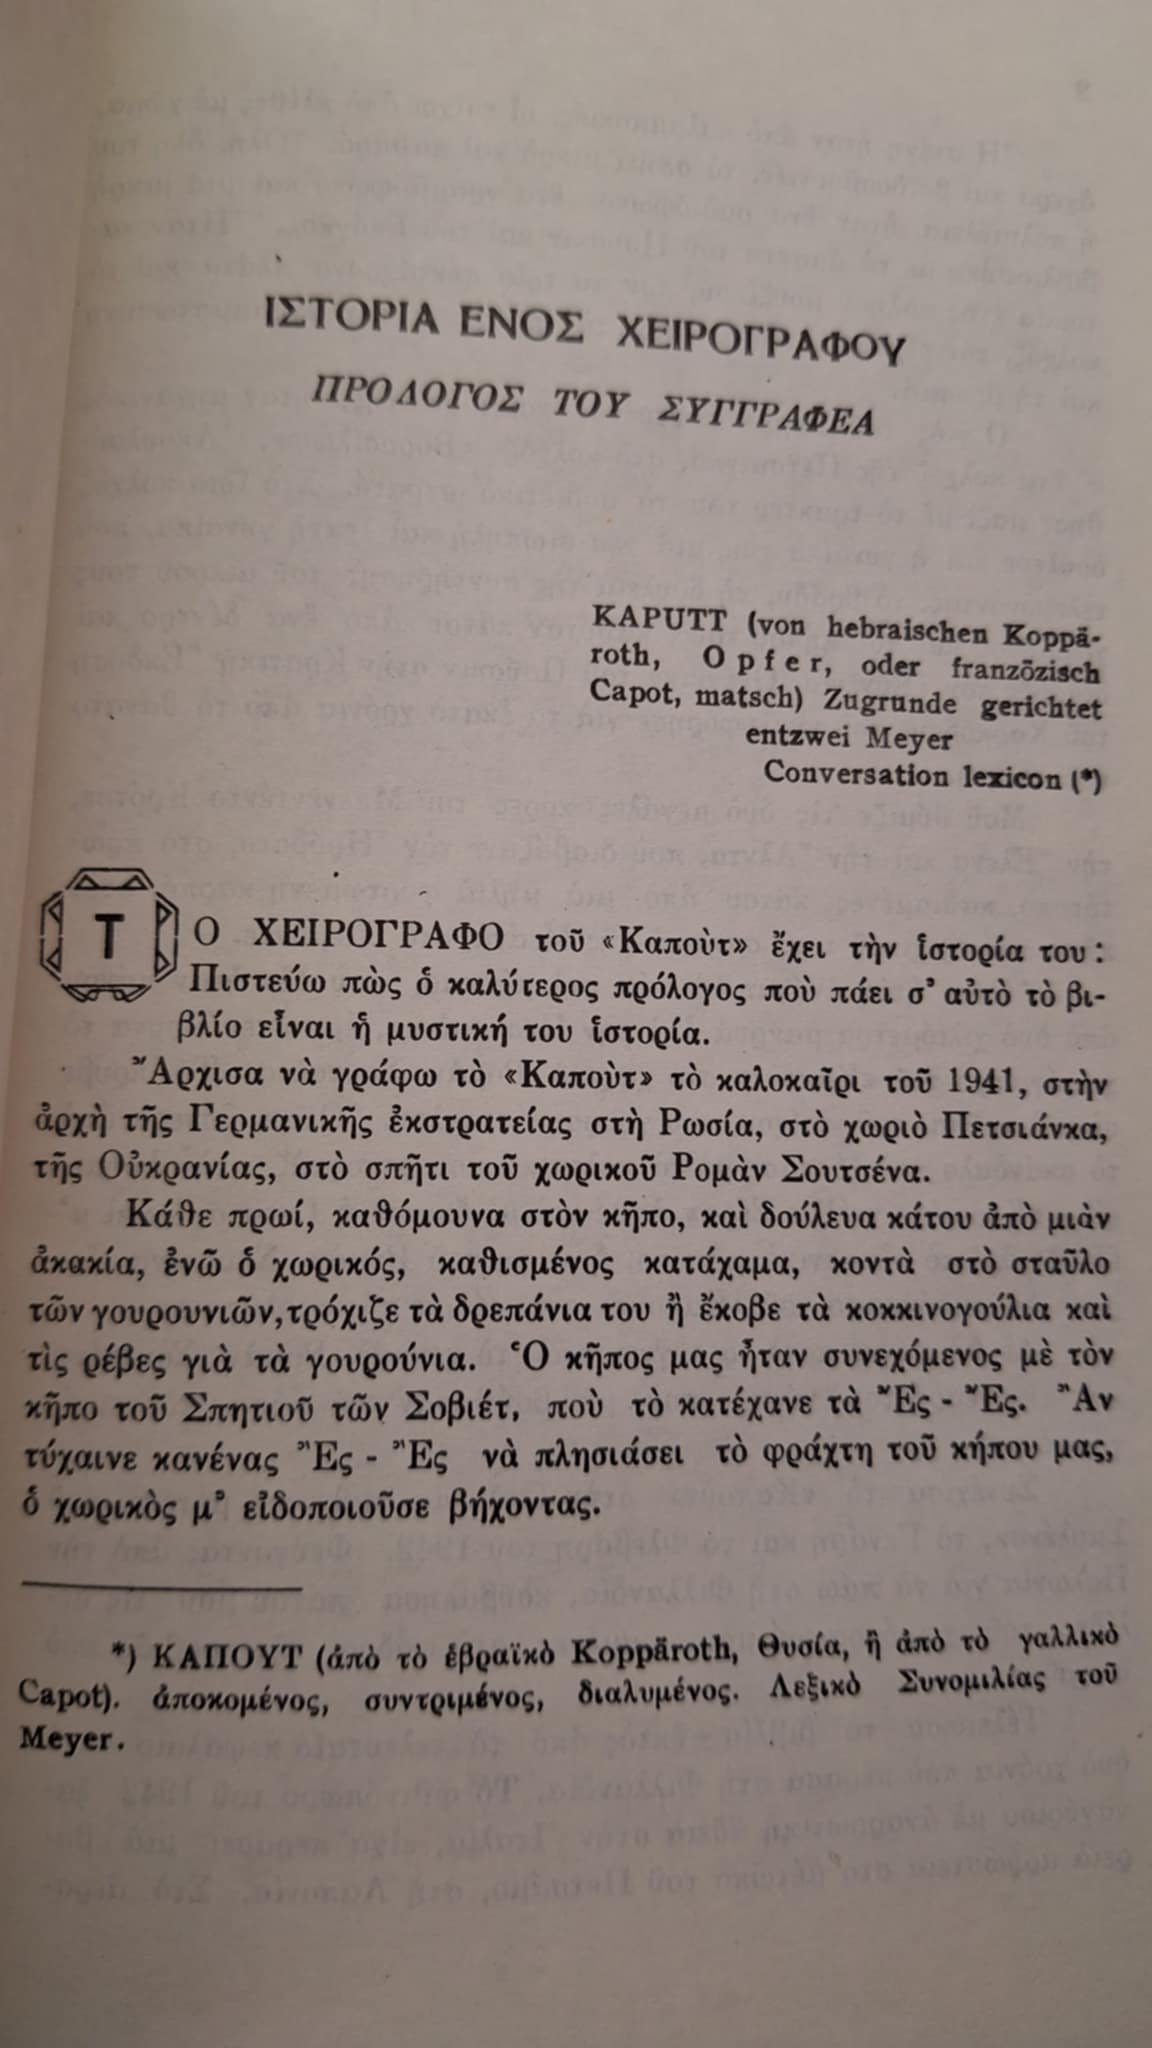 ΙΣΤΟΡΙΑ ΕΝΟΣ ΧΕΙΡΟΓΡΑΦΟΥ
ΠΡΟΛΟΓΟΣ ΤΟΥ ΣΥΓΓΡΑΦΕΑ
KAPUTT (von hebraischen Koppä-
roth, Opfer, oder franzözisch
Capot, matsch) Zugrunde gerichtet
entzwei Meyer
Conversation lexicon (*)
ΤΟ ΧΕΙΡΟΓΡΑΦΟ τοῦ «Καποὺτ» ἔχει τὴν ἱστορία του:
Πιστεύω πὼς ὁ καλύτερος πρόλογος ποὺ πάει σ᾿ αὐτὸ τὸ βι-
βλίο εἶναι ἡ μυστική του ἱστορία.
Ἄρχισα νὰ γράφω τὸ «Καποὺτ» τὸ καλοκαῖρι τοῦ 1941, στὴν
ἀρχὴ τῆς Γερμανικῆς ἐκστρατείας στὴ Ρωσία, στὸ χωριὸ Πετσιάνκα,
τῆς Οὐκρανίας, στὸ σπῆτι τοῦ χωρικοῦ Ρομὰν Σουτσένα.
Κάθε πρωί, καθόμουνα στὸν κῆπο, καὶ δούλευα κάτου ἀπὸ μιὰν
ἀκακία, ἐνῶ ὁ χωρικός, καθισμένος κατάχαμα, κοντὰ στὸ σταῦλο
τῶν γουρουνιῶν, τρόχιζε τὰ δρεπάνια του ἢ ἔκοβε τὰ κοκκινογούλια καὶ
τὶς ρέβες γιὰ τὰ γουρούνια. Ὁ κῆπος μας ἦταν συνεχόμενος μὲ τὸν
κῆπο τοῦ Σπητιοῦ τῶν Σοβιέτ, ποὺ τὸ κατέχανε τὰ Ἔς - Ἔς. Ἂν
τύχαινε κανένας Ἔς - Ἔς νὰ πλησιάσει τὸ φράχτη τοῦ κήπου μας,
ὁ χωρικὸς μ᾿ εἰδοποιοῦσε βήχοντας.
*) ΚΑΠΟΥΤ (ἀπὸ τὸ ἑβραϊκὸ Koppäroth, Θυσία, ἢ ἀπὸ τὸ γαλλικὸ
Capot). ἀποκομένος, συντριμένος, διαλυμένος. Λεξικὸ Συνομιλίας τοῦ
Meyer.